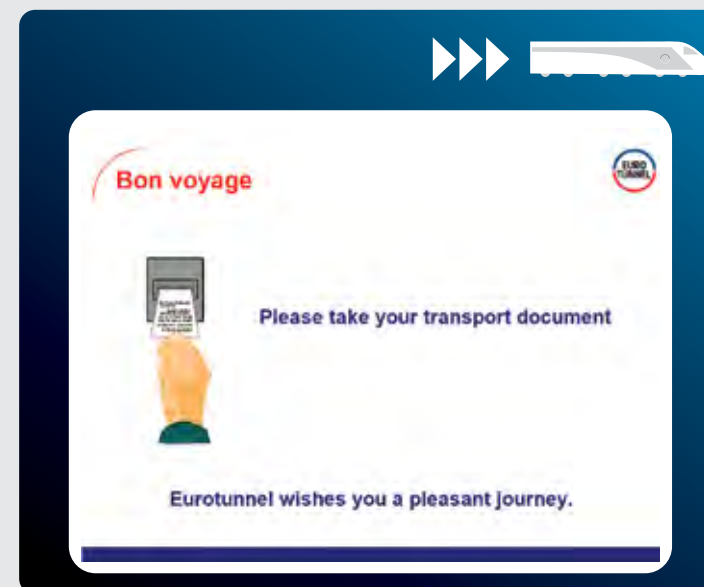 Bon voyage
EURO
TUNNEL
Please take your transport document
Eurotunnel wishes you a pleasant journey.